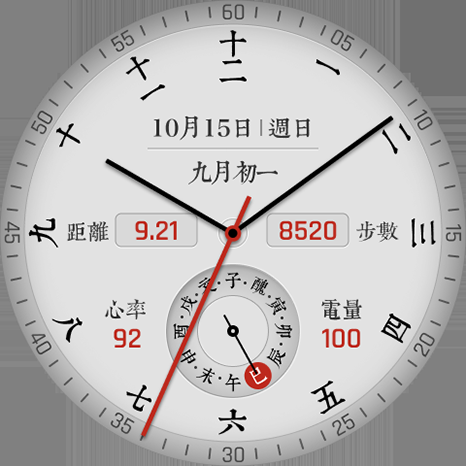 60
05
10
15
20
25
30
35
40
45
50
55
十二
一
二
三
四
五
六
七
八
九
十
十一
10月15日|週日
九月初一
距離 9.21
8520 步數
心率
92
電量
100
子·醜·寅·卯·辰·巳·午·未·申·酉·戌·亥